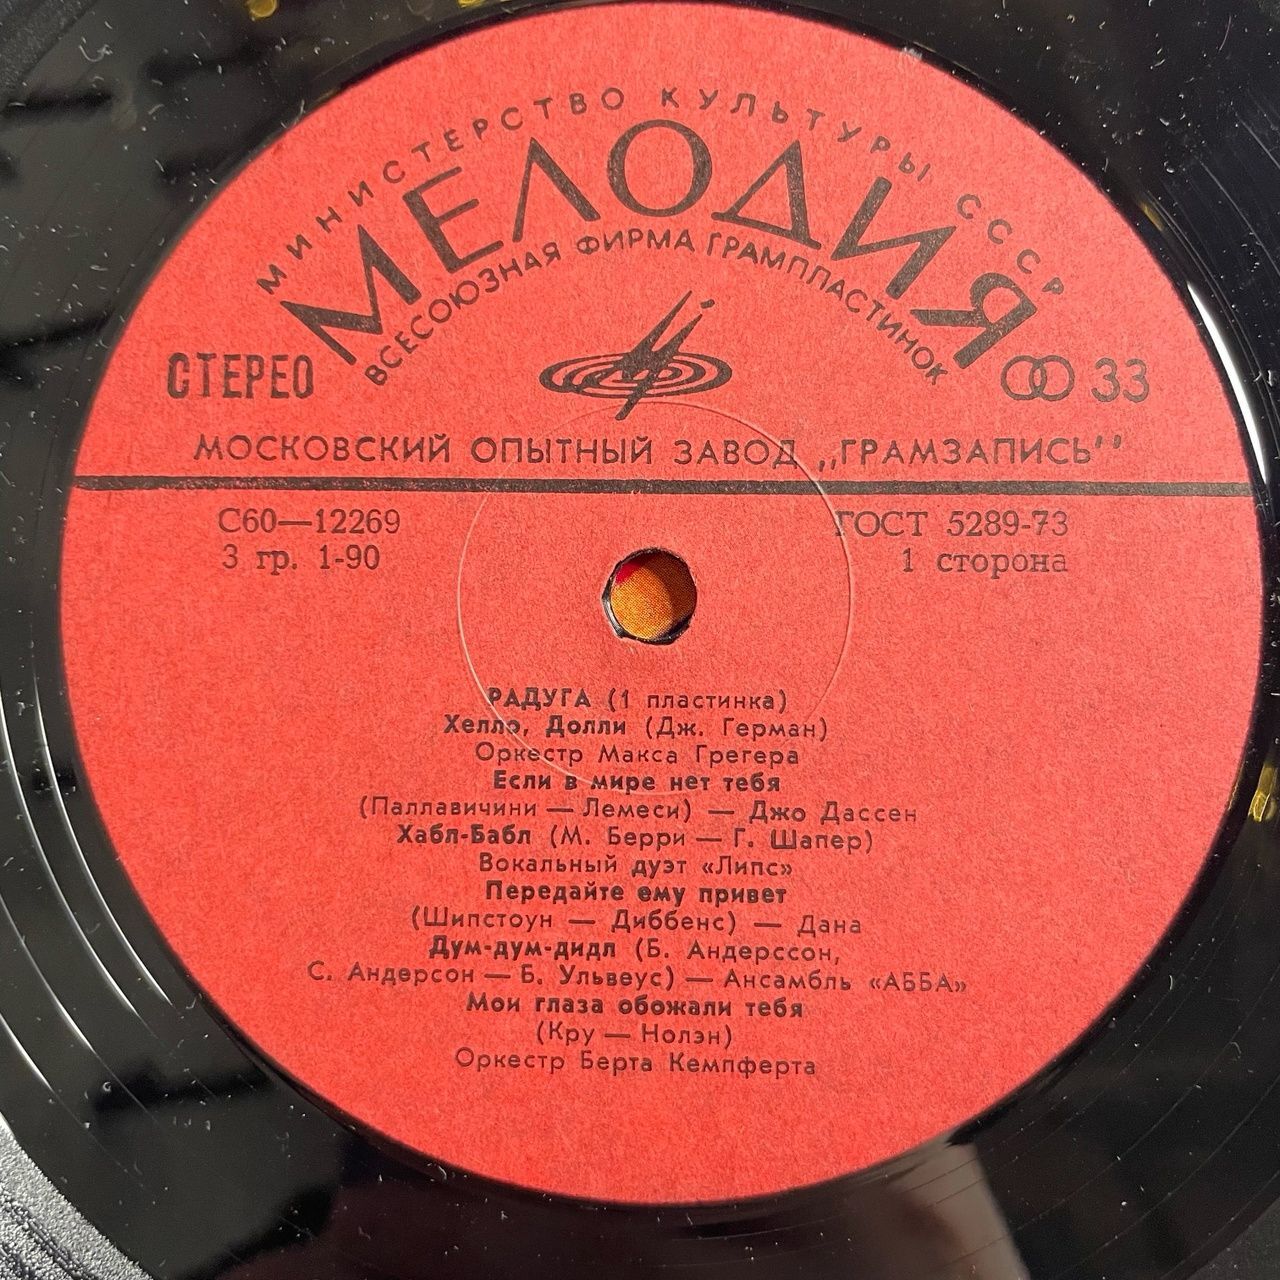 МИНИСТЕРСТВО КУЛЬТУРЫ СССР
МЕЛОДИЯ
ВСЕСОЮЗНАЯ ФИРМА ГРАМПЛАСТИНОК
СТЕРЕО
33
МОСКОВСКИЙ ОПЫТНЫЙ ЗАВОД „ГРАМЗАПИСЬ’’
С60—12269
3 гр. 1-90
ГОСТ 5289-73
1 сторона
РАДУГА (1 пластинка)
Хелло, Долли (Дж. Герман)
Оркестр Макса Грегера
Если в мире нет тебя
(Паллавичини — Лемеси) — Джо Дассен
Хабл-Бабл (М. Берри — Г. Шапер)
Вокальный дуэт «Липс»
Передайте ему привет
(Шипстоун — Диббенс) — Дана
Дум-дум-дидл (Б. Андерссон,
С. Андерсон — Б. Ульвеус) — Ансамбль «АББА»
Мои глаза обожали тебя
(Кру — Нолэн)
Оркестр Берта Кемпферта